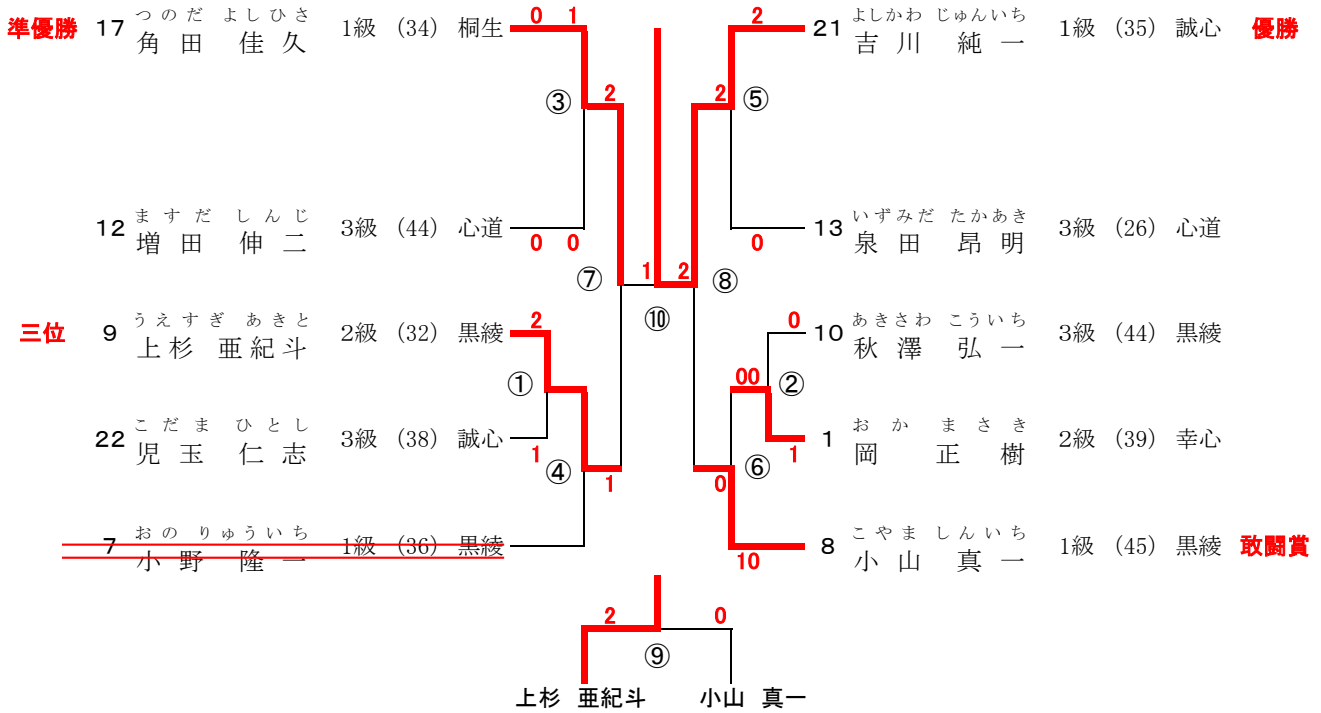 つのだ よしひさ
準優勝 17 角田 佳久 1級 (34) 桐生 0 1
よしかわ じゅんいち
2 21 吉川 純一 1級 (35) 誠心 優勝
③ 2 2 ⑤
ますだ しんじ
12 増田 伸二 3級 (44) 心道 0 0
いずみだ たかあき
0 13 泉田 昂明 3級 (26) 心道
⑦ 1 2 ⑧
⑩
うえすぎ あきと
三位 9 上杉 亜紀斗 2級 (32) 黒綾 2
あきさわ こういち
0 10 秋澤 弘一 3級 (44) 黒綾
① 00 ②
こだま ひとし
22 児玉 仁志 3級 (38) 誠心 1
おか まさき
1 1 岡 正樹 2級 (39) 幸心
④ 1 0 ⑥
おの りゅういち
7 小野 隆一 1級 (36) 黒綾
こやま しんいち
10 8 小山 真一 1級 (45) 黒綾 敢闘賞
2 0
⑨
上杉 亜紀斗 小山 真一